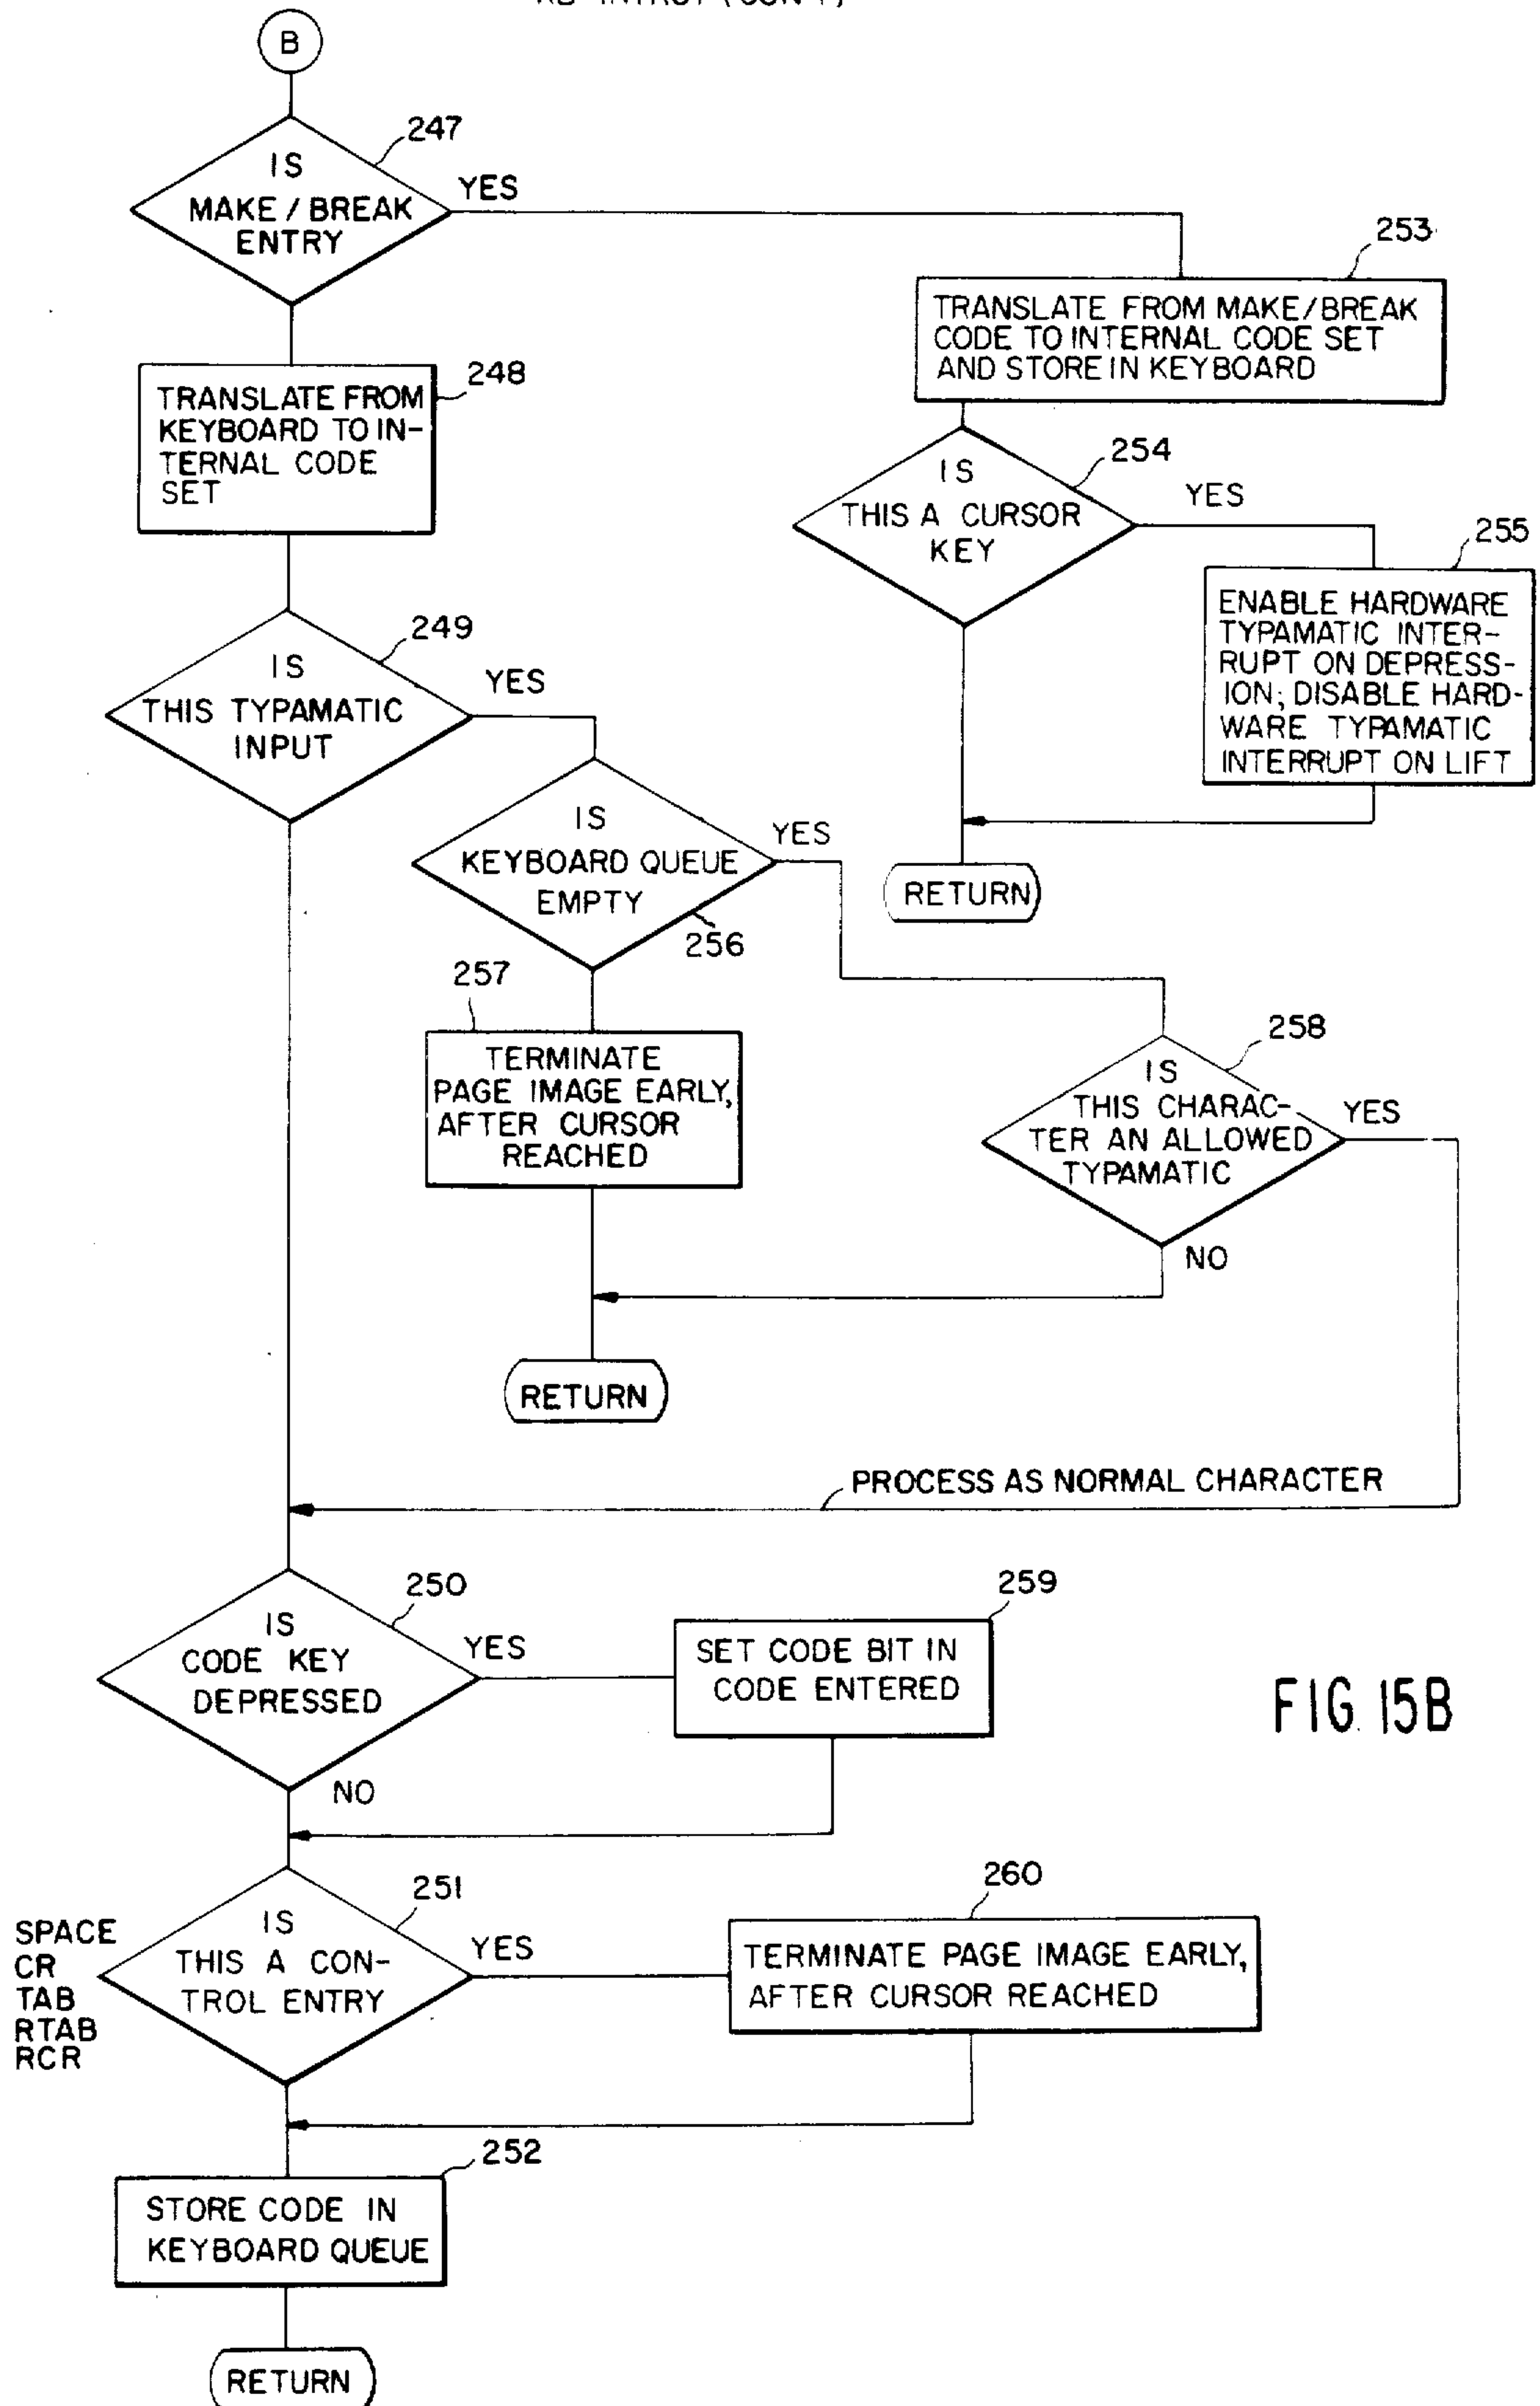 B
247
IS
MAKE / BREAK
ENTRY
YES
253
TRANSLATE FROM MAKE/BREAK
CODE TO INTERNAL CODE SET
AND STORE IN KEYBOARD
248
TRANSLATE FROM
KEYBOARD TO IN-
TERNAL CODE
SET
254
IS
THIS A CURSOR
KEY
YES
255
ENABLE HARDWARE
TYPAMATIC INTER-
RUPT ON DEPRESS-
ION; DISABLE HARD-
WARE TYPAMATIC
INTERRUPT ON LIFT
RETURN
249
IS
THIS TYPAMATIC
INPUT
YES
IS
KEYBOARD QUEUE
EMPTY
256
YES
257
TERMINATE
PAGE IMAGE EARLY,
AFTER CURSOR
REACHED
258
IS
THIS CHARAC-
TER AN ALLOWED
TYPAMATIC
YES
NO
RETURN
PROCESS AS NORMAL CHARACTER
250
IS
CODE KEY
DEPRESSED
YES
259
SET CODE BIT IN
CODE ENTERED
FIG. 15B
NO
251
SPACE
CR
TAB
RTAB
RCR
IS
THIS A CON-
TROL ENTRY
YES
260
TERMINATE PAGE IMAGE EARLY,
AFTER CURSOR REACHED
252
STORE CODE IN
KEYBOARD QUEUE
RETURN